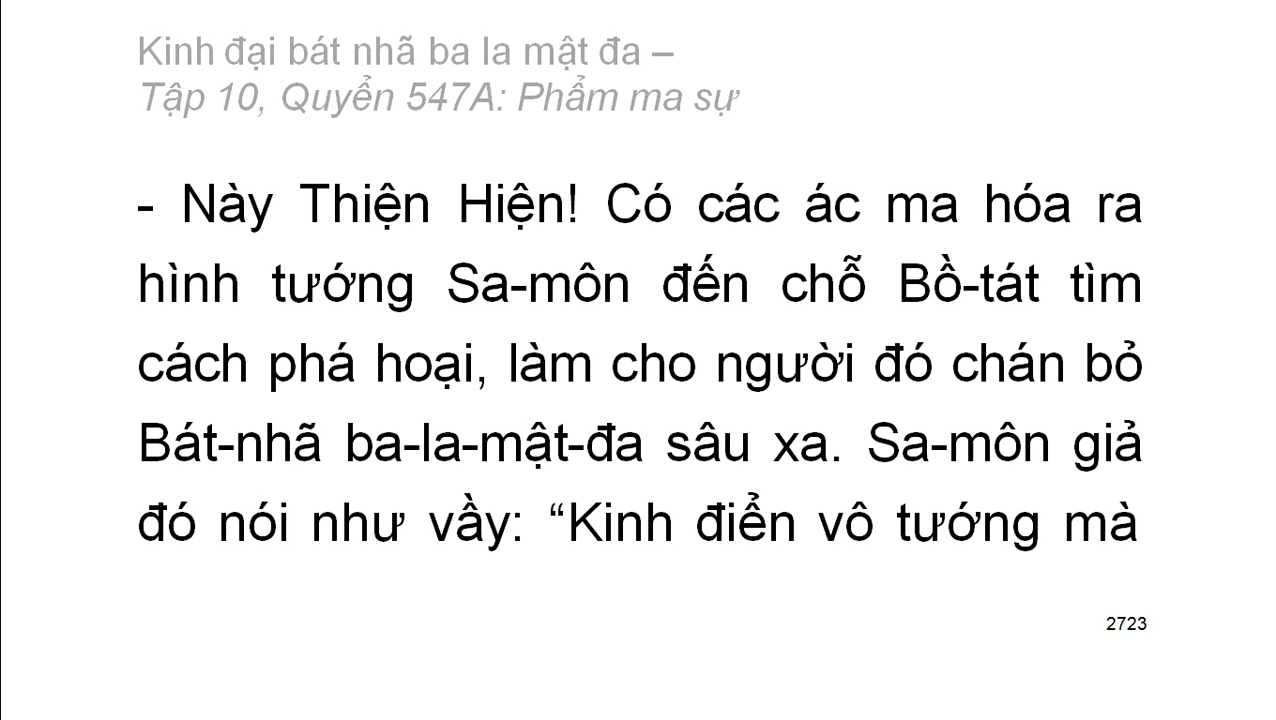 Kinh đại bát nhã ba la mật đa –
Tập 10, Quyển 547A: Phẩm ma sự
- Này Thiện Hiện! Có các ác ma hóa ra
hình tướng Sa-môn đến chỗ Bồ-tát tìm
cách phá hoại, làm cho người đó chán bỏ
Bát-nhã ba-la-mật-đa sâu xa. Sa-môn giả
đó nói như vầy: “Kinh điển vô tướng mà
2723